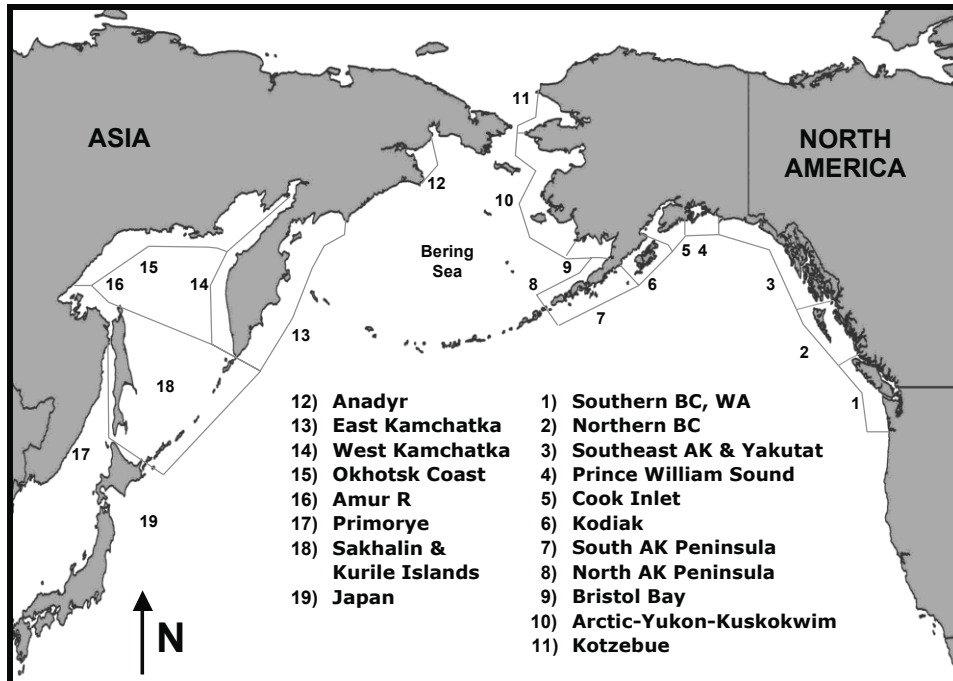 ASIA
NORTH
AMERICA
11
12
10
Bering
Sea
15
14
16
9
8
5 4
6
7
3
13
2
18
1
17
19
12) Anadyr
13) East Kamchatka
14) West Kamchatka
15) Okhotsk Coast
16) Amur R
17) Primorye
18) Sakhalin &
Kurile Islands
19) Japan
1) Southern BC, WA
2) Northern BC
3) Southeast AK & Yakutat
4) Prince William Sound
5) Cook Inlet
6) Kodiak
7) South AK Peninsula
8) North AK Peninsula
9) Bristol Bay
10) Arctic-Yukon-Kuskokwim
11) Kotzebue
N